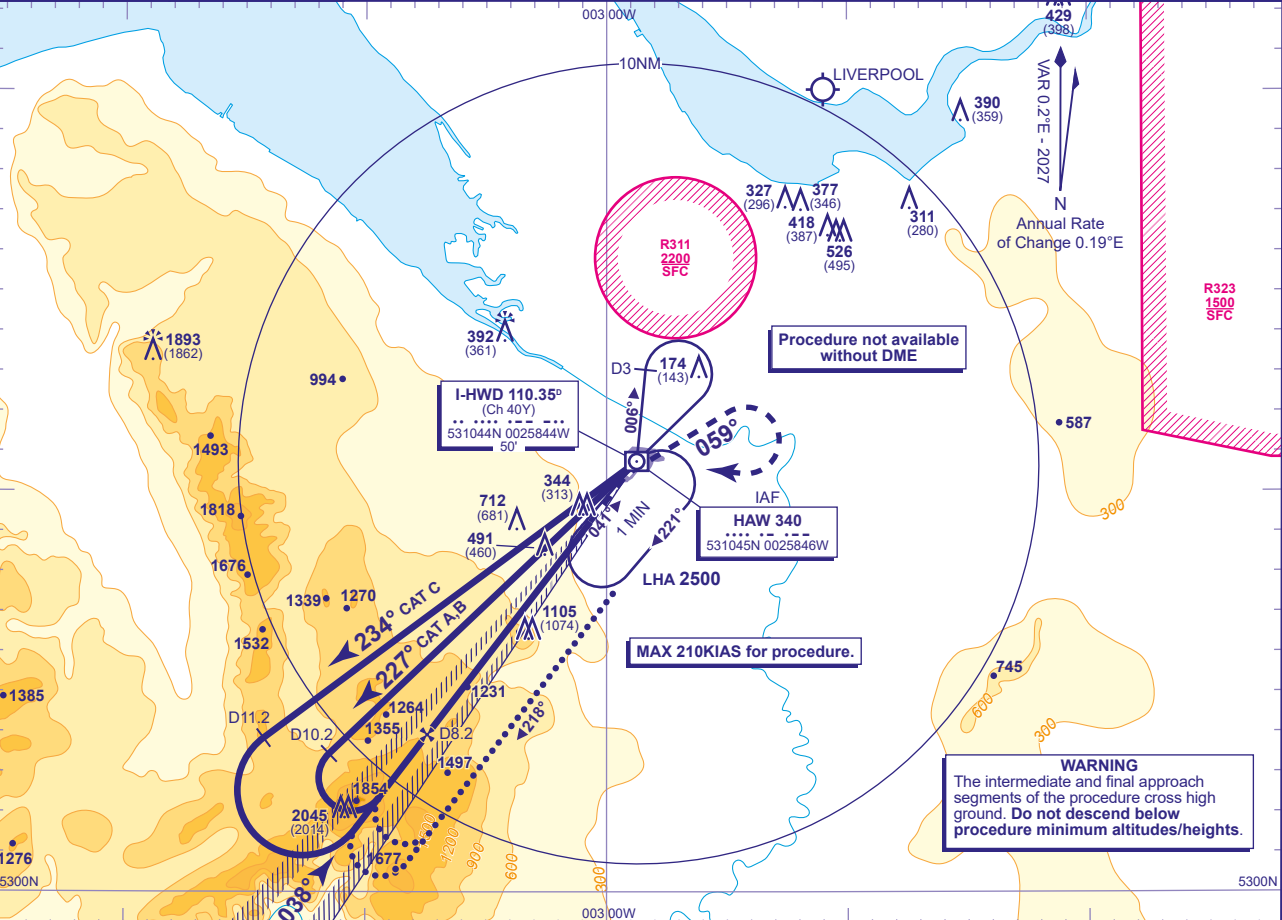 003 00W
429
(398)
10NM
LIVERPOOL
VAR 0.2°E - 2027
390
(359)
N
Annual Rate
of Change 0.19°E
327
(296)
377
(346)
418
(387)
526
(495)
311
(280)
R311
2200
SFC
R323
1500
SFC
1893
(1862)
392
(361)
Procedure not available
without DME
D3
174
(143)
994
006°
I-HWD 110.35D
(Ch 40Y)
531044N 0025844W
50'
059°
587
1493
344
(313)
712
(681)
491
(460)
1818
041°
1 MIN
221°
IAF
HAW 340
531045N 0025846W
300
1676
LHA 2500
1339
1270
1532
234° CAT C
227° CAT A,B
1105
(1074)
MAX 210KIAS for procedure.
745
600
300
1385
1231
1264
218°
D11.2
D10.2
1355
D8.2
1497
1854
2045
(2014)
1677
1200
900
600
300
038°
WARNING
The intermediate and final approach
segments of the procedure cross high
ground. Do not descend below
procedure minimum altitudes/heights.
1276
5300N
5300N
003 00W